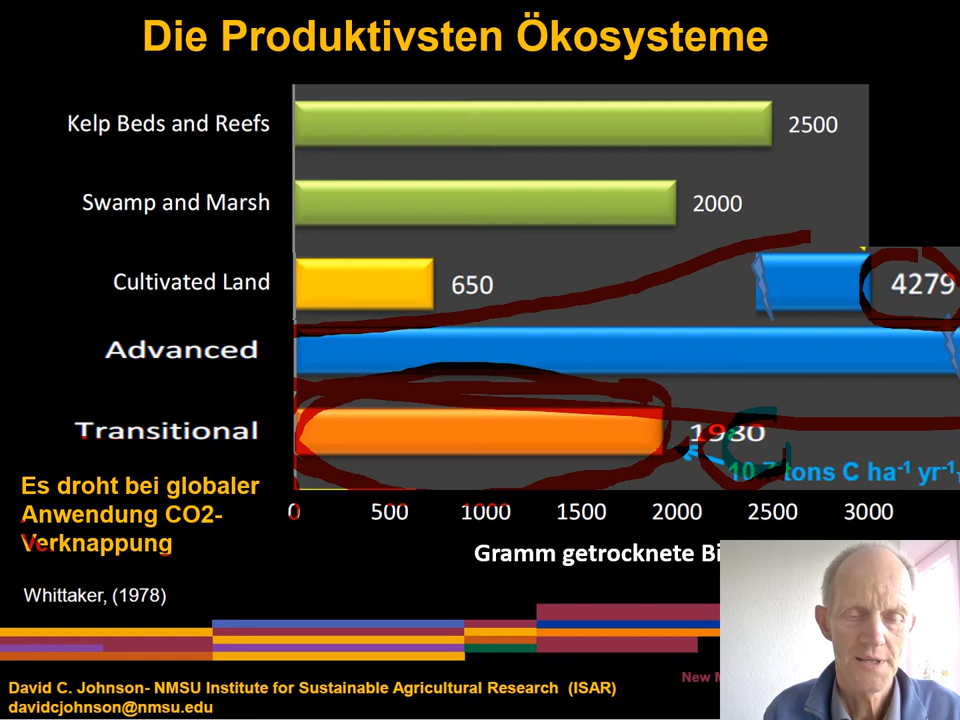 Die Produktivsten Ökosysteme
Kelp Beds and Reefs
2500
Swamp and Marsh
2000
Cultivated Land
650
4279
Advanced
Transitional
1980
tons C ha-1 yr-1
Es droht bei globaler
Anwendung CO2-
Verknappung
0 500 1000 1500 2000 2500 3000
Gramm getrocknete
Whittaker, (1978)
New
David C. Johnson- NMSU Institute for Sustainable Agricultural Research (ISAR)
davidcjohnson@nmsu.edu